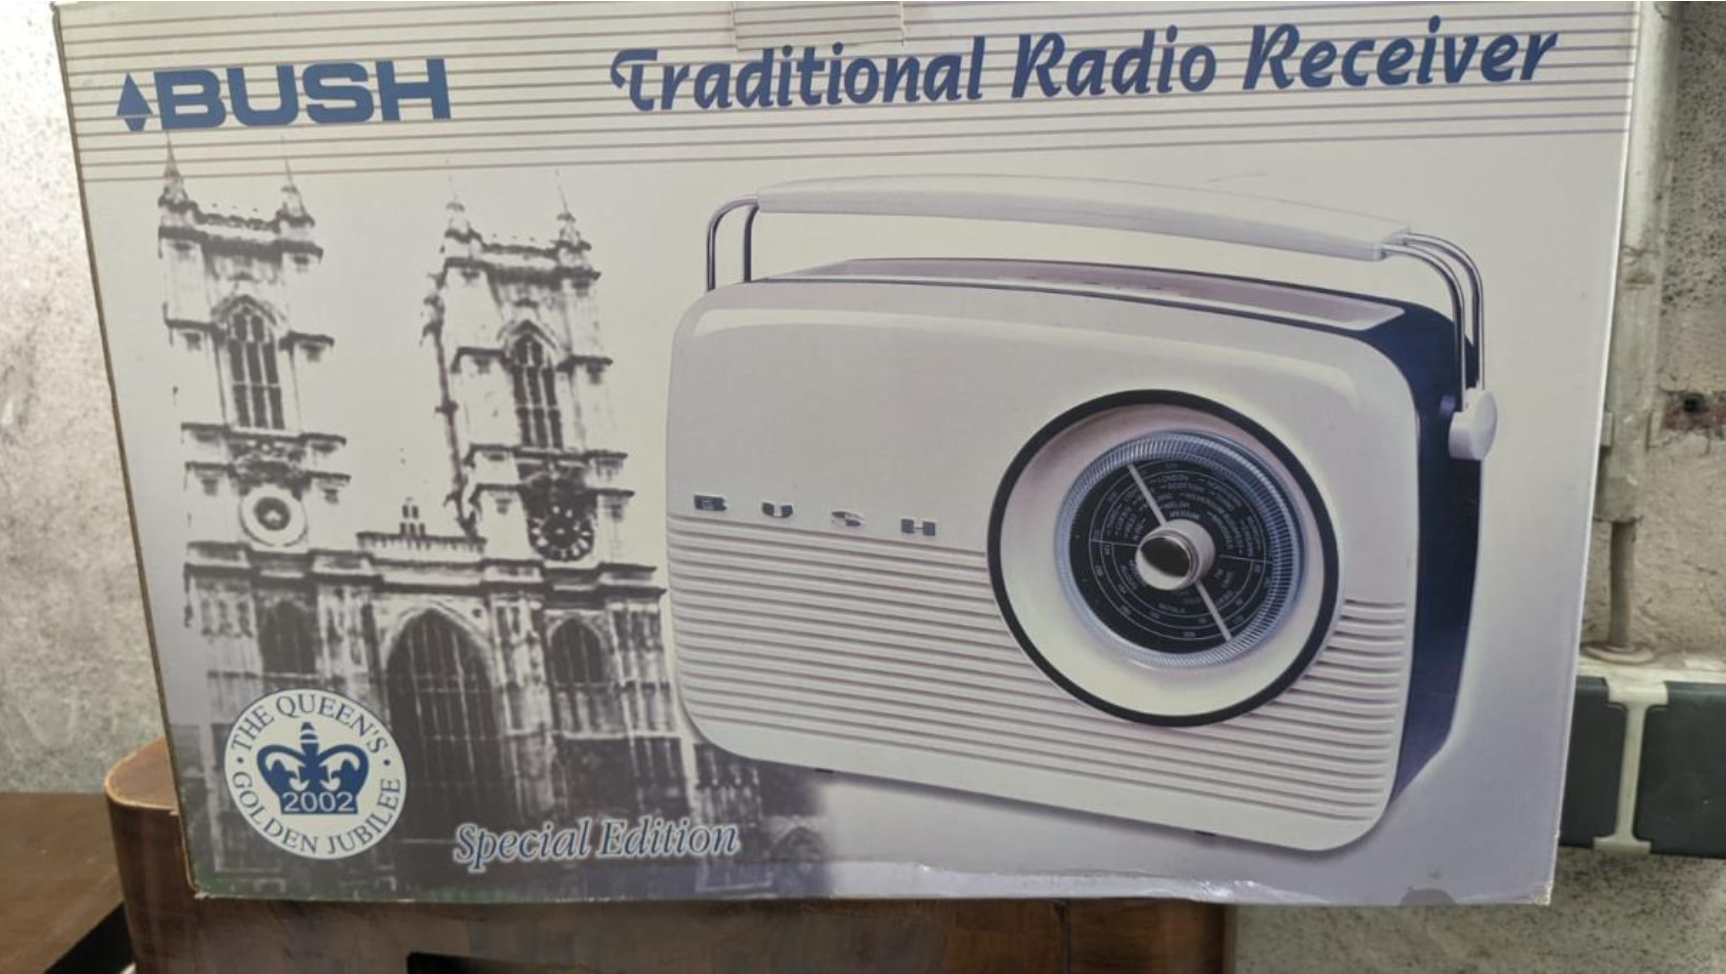 BUSH
Traditional Radio Receiver
BUSH
THE QUEEN'S
2002
GOLDEN JUBILEE
Special Edition